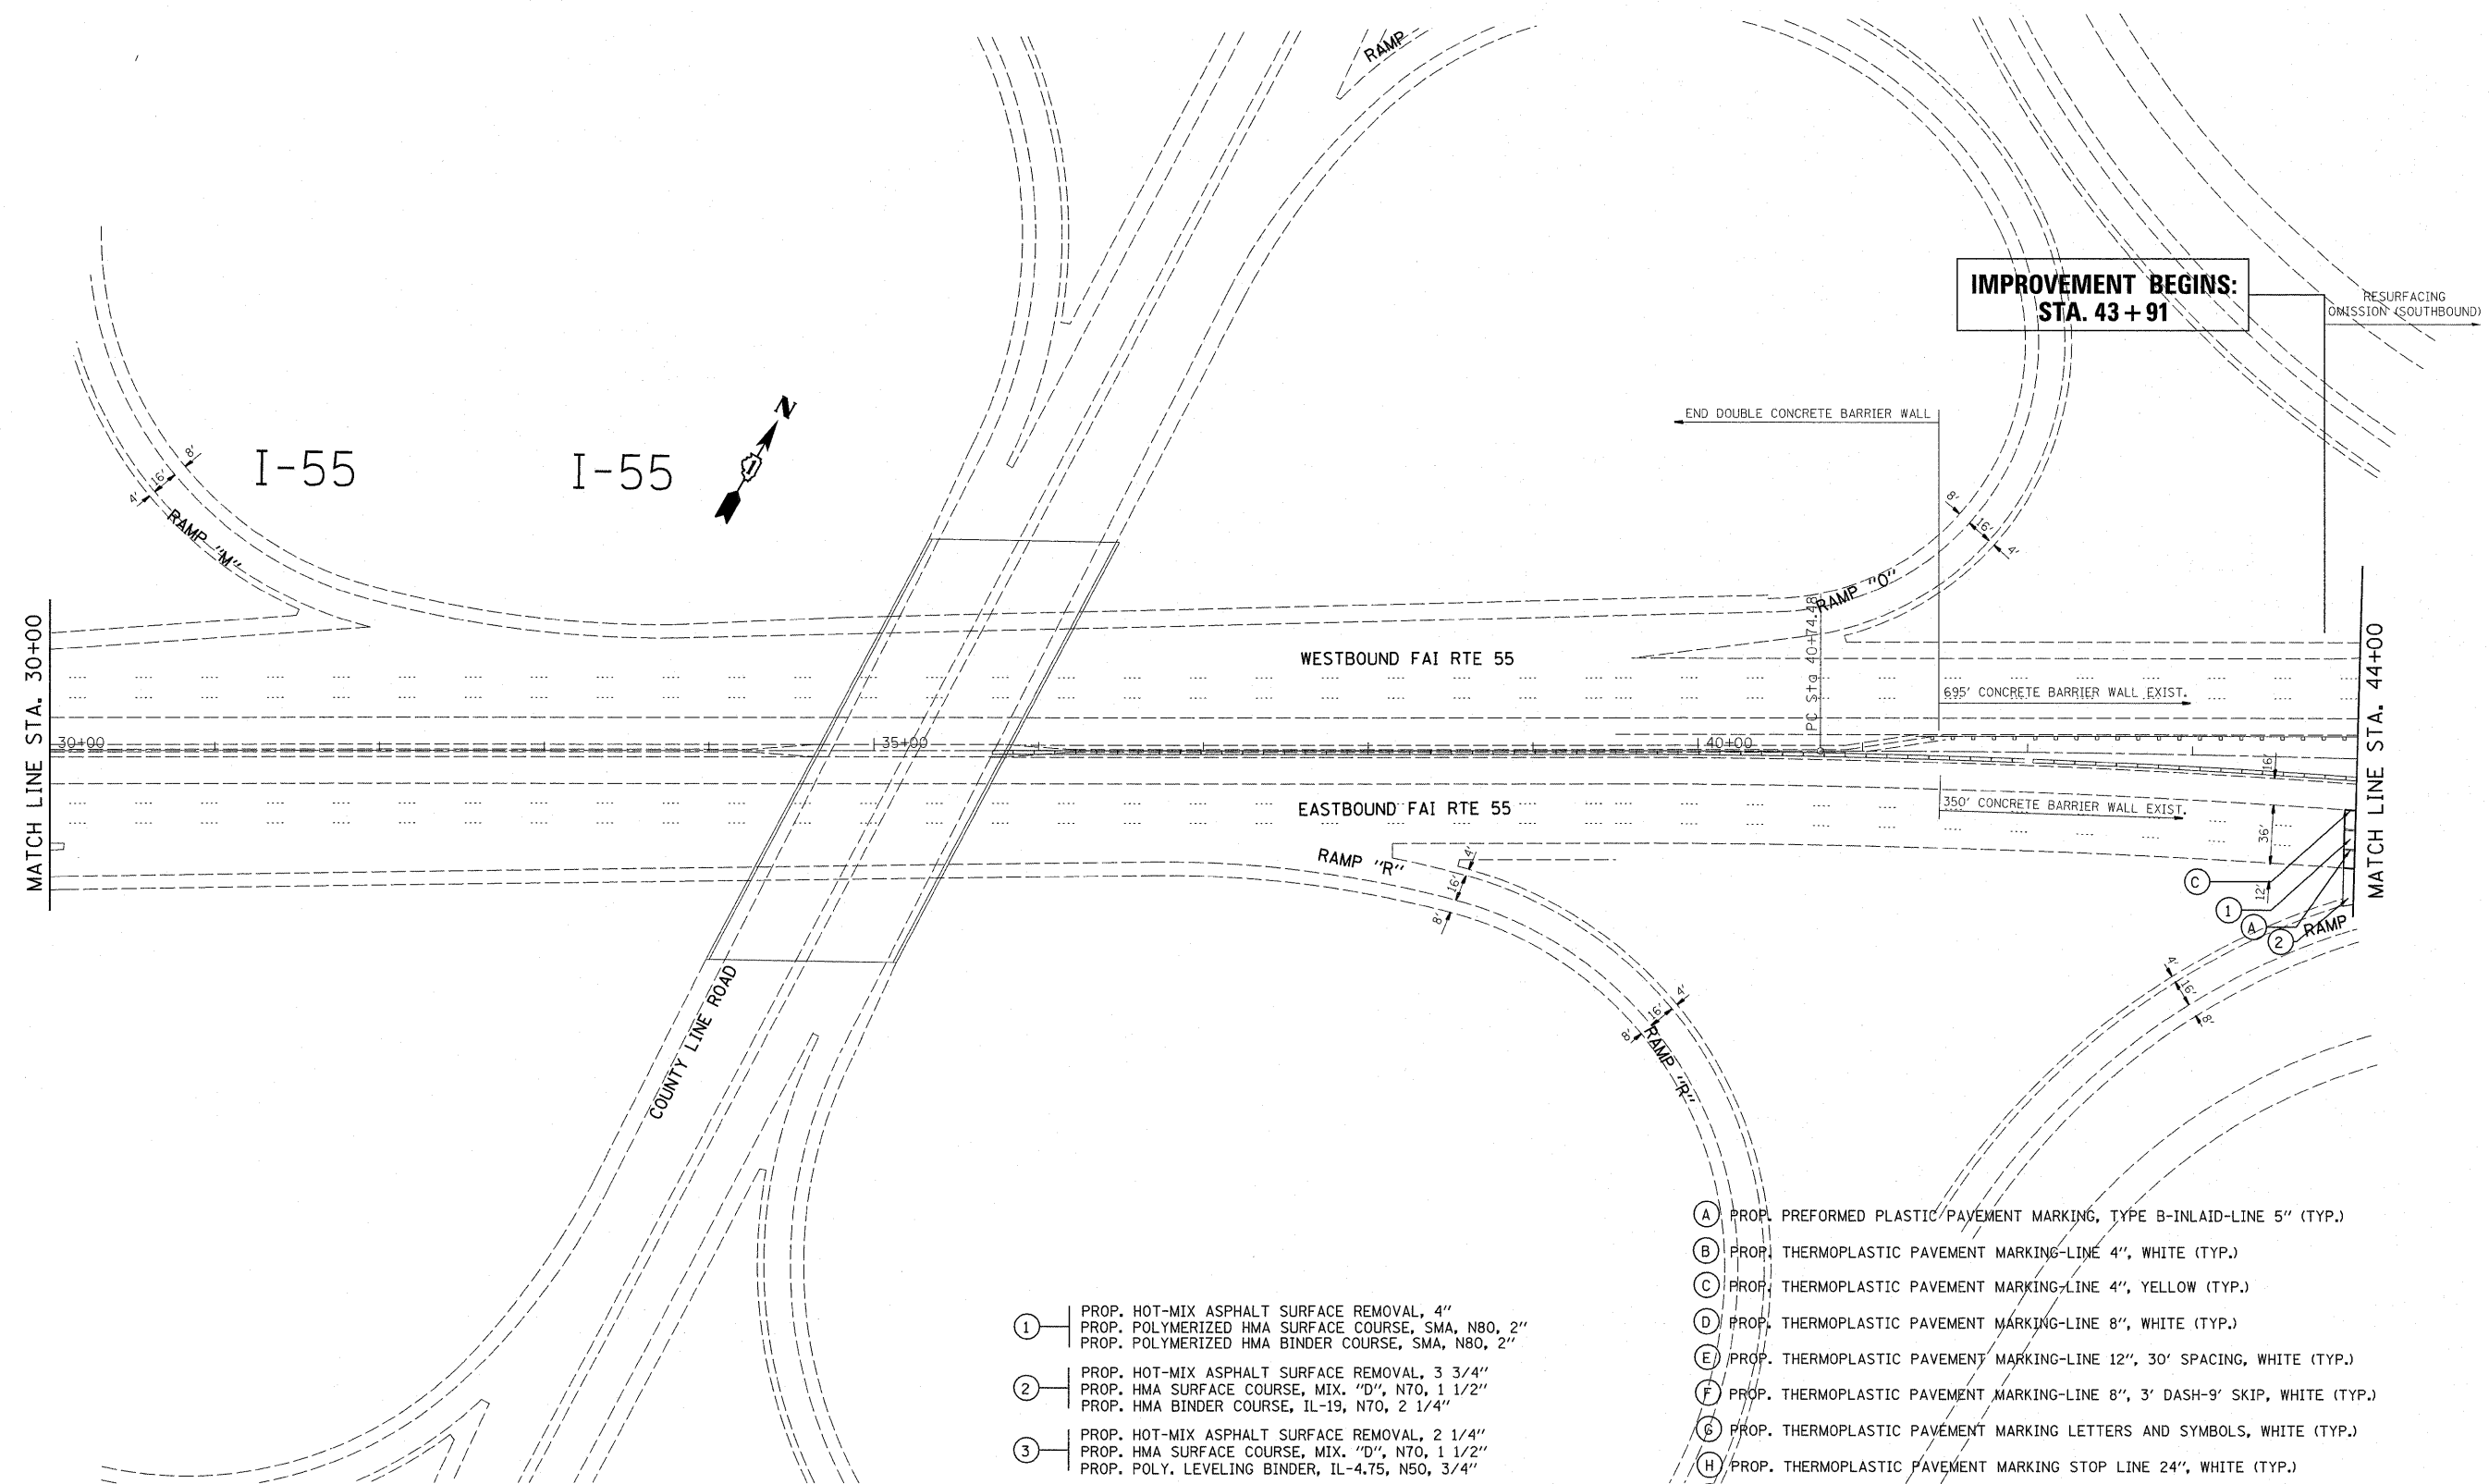 RAMP
IMPROVEMENT BEGINS:
STA. 43+91
RESURFACING
OMISSION (SOUTHBOUND)
END DOUBLE CONCRETE BARRIER WALL
N
1
I-55
I-55
8'
16'
4'
RAMP "M"
8'
16'
4'
RAMP "O"
MATCH LINE STA. 30+00
MATCH LINE STA. 44+00
WESTBOUND FAI RTE 55
PC Sta 40+74.48
695' CONCRETE BARRIER WALL EXIST.
30+00
35+00
40+00
16'
EASTBOUND FAI RTE 55
350' CONCRETE BARRIER WALL EXIST.
36'
RAMP "R"
4'
16'
8'
C
12'
1
A
2
RAMP
4'
16'
8'
4'
16'
8'
RAMP "R"
COUNTY LINE ROAD
1
PROP. HOT-MIX ASPHALT SURFACE REMOVAL, 4"
PROP. POLYMERIZED HMA SURFACE COURSE, SMA, N80, 2"
PROP. POLYMERIZED HMA BINDER COURSE, SMA, N80, 2"
2
PROP. HOT-MIX ASPHALT SURFACE REMOVAL, 3 3/4"
PROP. HMA SURFACE COURSE, MIX. "D", N70, 1 1/2"
PROP. HMA BINDER COURSE, IL-19, N70, 2 1/4"
3
PROP. HOT-MIX ASPHALT SURFACE REMOVAL, 2 1/4"
PROP. HMA SURFACE COURSE, MIX. "D", N70, 1 1/2"
PROP. POLY. LEVELING BINDER, IL-4.75, N50, 3/4"
A PROP. PREFORMED PLASTIC PAVEMENT MARKING, TYPE B-INLAID-LINE 5" (TYP.)
B PROP. THERMOPLASTIC PAVEMENT MARKING-LINE 4", WHITE (TYP.)
C PROP. THERMOPLASTIC PAVEMENT MARKING-LINE 4", YELLOW (TYP.)
D PROP. THERMOPLASTIC PAVEMENT MARKING-LINE 8", WHITE (TYP.)
E PROP. THERMOPLASTIC PAVEMENT MARKING-LINE 12", 30' SPACING, WHITE (TYP.)
F PROP. THERMOPLASTIC PAVEMENT MARKING-LINE 8", 3' DASH-9' SKIP, WHITE (TYP.)
G PROP. THERMOPLASTIC PAVEMENT MARKING LETTERS AND SYMBOLS, WHITE (TYP.)
H PROP. THERMOPLASTIC PAVEMENT MARKING STOP LINE 24", WHITE (TYP.)